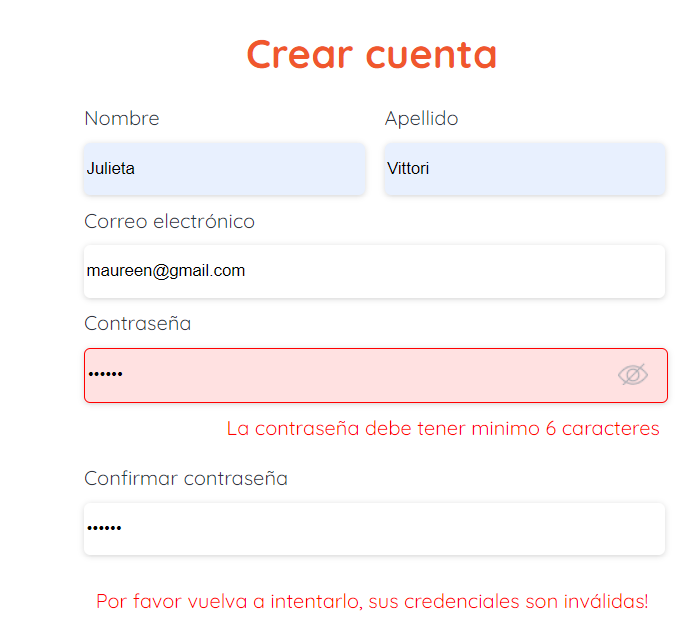 Crear cuenta
Nombre Apellido
Julieta Vittori
Correo electrónico
maureen@gmail.com
Contraseña
••••••
La contraseña debe tener minimo 6 caracteres
Confirmar contraseña
••••••
Por favor vuelva a intentarlo, sus credenciales son inválidas!